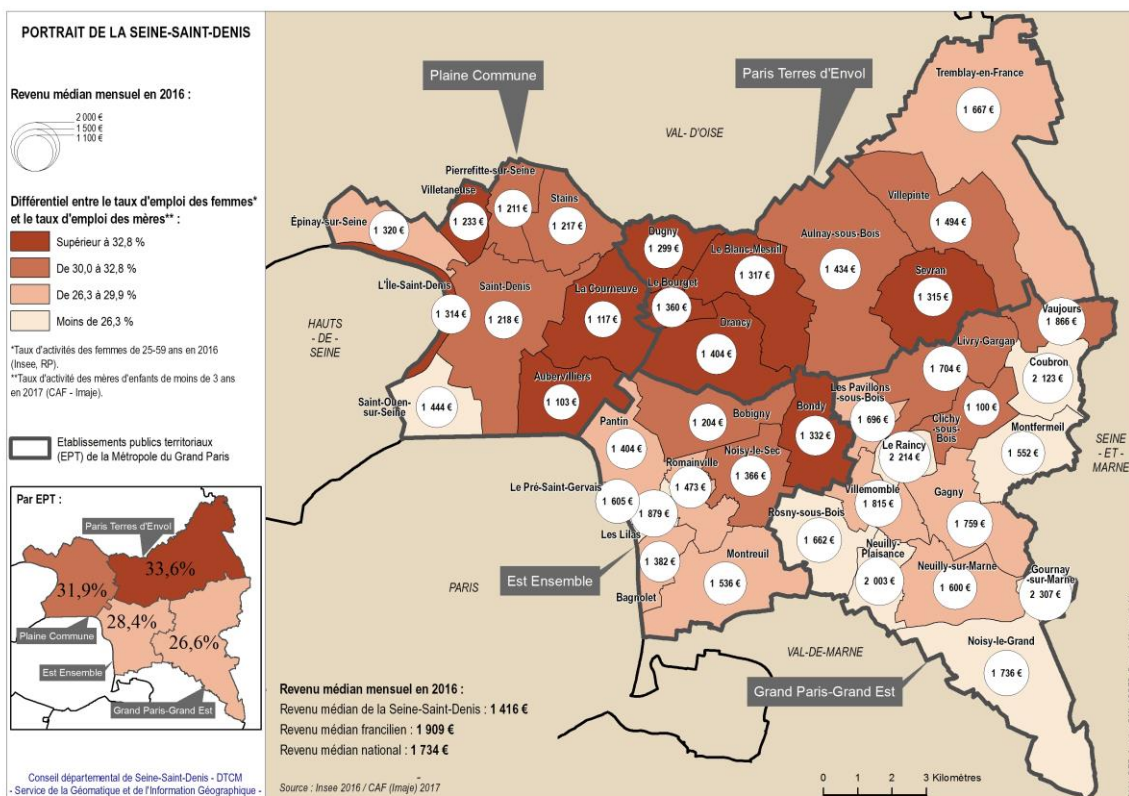 PORTRAIT DE LA SEINE-SAINT-DENIS
Revenu médian mensuel en 2016 :
2 000 €
1 500 €
1 100 €
Différentiel entre le taux d'emploi des femmes*
et le taux d'emploi des mères** :
Supérieur à 32,8 %
De 30,0 à 32,8 %
De 26,3 à 29,9 %
Moins de 26,3 %
*Taux d'activités des femmes de 25-59 ans en 2016
(Insee, RP).
**Taux d'activité des mères d'enfants de moins de 3 ans
en 2017 (CAF - Imaje).
Etablissements publics territoriaux
(EPT) de la Métropole du Grand Paris
Par EPT :
Paris Terres d'Envol
33,6%
31,9%
28,4%
26,6%
Plaine Commune
Est Ensemble
Grand Paris-Grand Est
Conseil départemental de Seine-Saint-Denis - DTCM
- Service de la Géomatique et de l'Information Géographique -
Plaine Commune
Paris Terres d'Envol
Tremblay-en-France
1 667 €
VAL- D'OISE
Pierrefitte-sur-Seine
1 211 €
Villetaneuse
1 233 €
Stains
1 217 €
Épinay-sur-Seine
1 320 €
Villepinte
1 494 €
Dugny
1 299 €
Le Blanc-Mesnil
1 317 €
Aulnay-sous-Bois
1 434 €
Sevran
1 315 €
L'Île-Saint-Denis
1 314 €
Saint-Denis
1 218 €
La Courneuve
1 117 €
Le Bourget
1 360 €
Drancy
1 404 €
Vaujours
1 866 €
Livry-Gargan
1 704 €
Coubron
2 123 €
HAUTS
- DE -
SEINE
Aubervilliers
1 103 €
Saint-Ouen-
sur-Seine
1 444 €
Les Pavillons
-sous-Bois
1 696 €
Clichy
-sous-
Bois
1 100 €
Montfermeil
1 552 €
SEINE
- ET -
MARNE
Pantin
1 404 €
Bobigny
1 204 €
Bondy
1 332 €
Le Raincy
2 214 €
Romainville
1 473 €
Noisy-le-Sec
1 366 €
Le Pré-Saint-Gervais
1 605 €
Les Lilas
1 879 €
Villemomble
1 815 €
Gagny
1 759 €
Rosny-sous-Bois
1 662 €
Neuilly-
Plaisance
2 003 €
Neuilly-sur-Marne
1 600 €
Gournay
-sur-Marne
2 307 €
Est Ensemble
Bagnolet
1 382 €
Montreuil
1 536 €
PARIS
VAL-DE-MARNE
Noisy-le-Grand
1 736 €
Grand Paris-Grand Est
Revenu médian mensuel en 2016 :
Revenu médian de la Seine-Saint-Denis : 1 416 €
Revenu médian francilien : 1 909 €
Revenu médian national : 1 734 €
Source : Insee 2016 / CAF (Imaje) 2017
0 1 2 3 Kilomètres